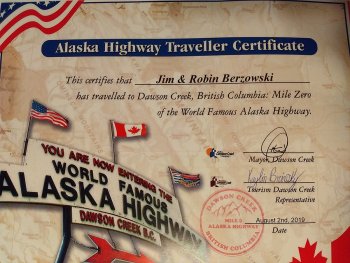 Alaska Highway Traveller Certificate
This certifies that Jim & Robin Berzowski
has travelled to Dawson Creek, British Columbia: Mile Zero
of the World Famous Alaska Highway.
YOU ARE NOW ENTERING THE
WORLD FAMOUS
ALASKA HIGHWAY
DAWSON CREEK B.C.
Mayor, Dawson Creek
Tourism Dawson Creek
Representative
DAWSON CREEK
MILE 0
ALASKA HIGHWAY
BRITISH COLUMBIA
August 2nd, 2019
Date